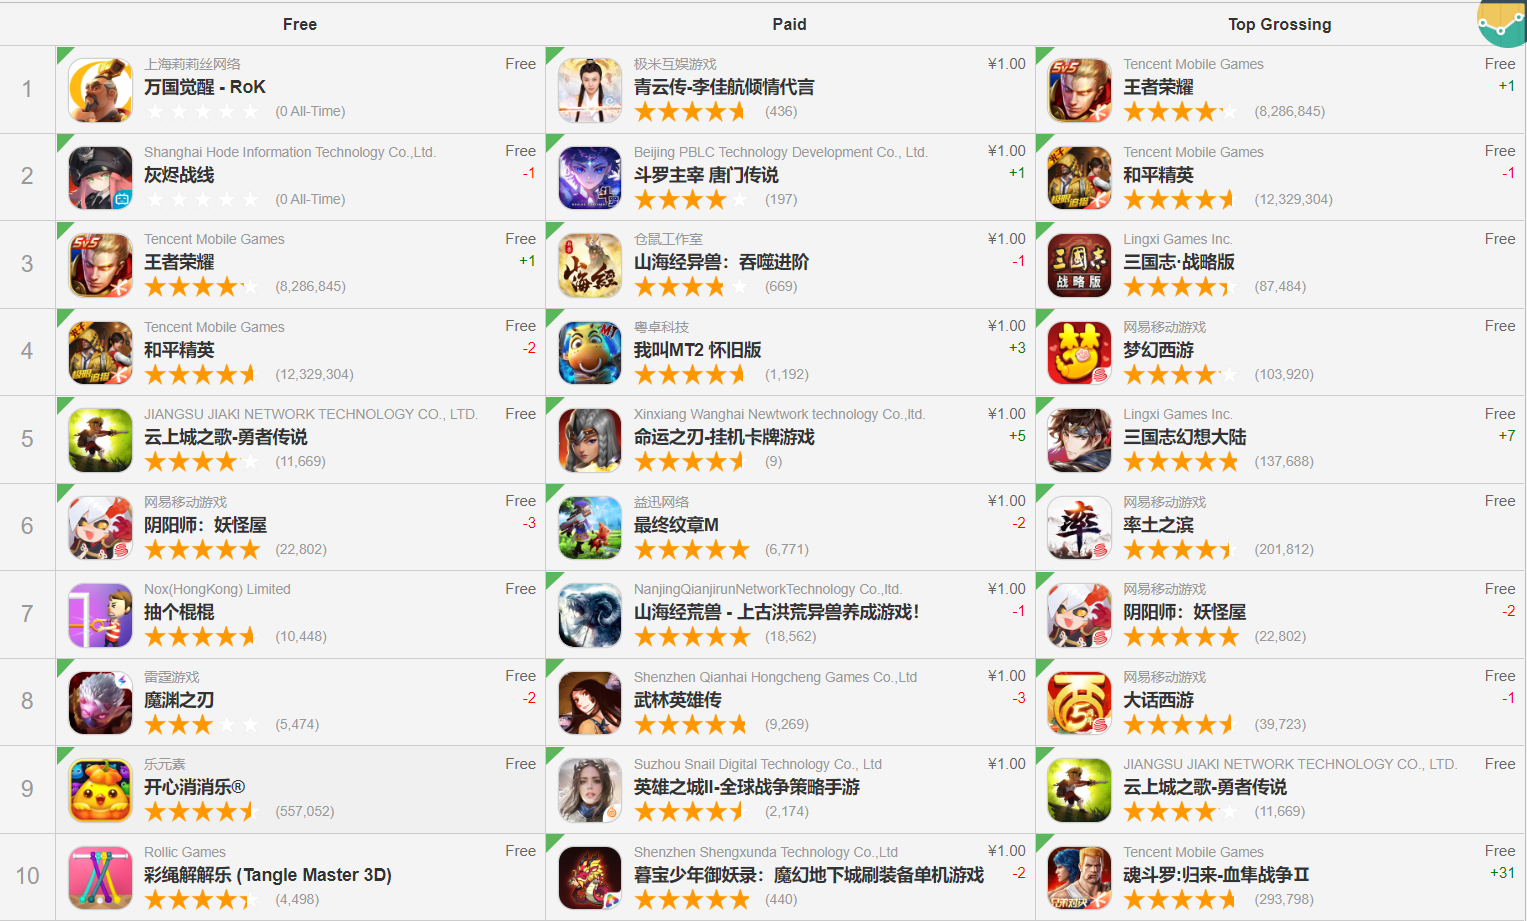 Free
Paid
Top Grossing
1
上海莉莉丝网络
Free
万国觉醒 - RoK
(0 All-Time)
极米互娱游戏
¥1.00
青云传-李佳航倾情代言
(436)
Tencent Mobile Games
Free
王者荣耀
+1
(8,286,845)
2
Shanghai Hode Information Technology Co.,Ltd.
Free
灰烬战线
-1
(0 All-Time)
Beijing PBLC Technology Development Co., Ltd.
¥1.00
斗罗主宰 唐门传说
+1
(197)
Tencent Mobile Games
Free
和平精英
-1
(12,329,304)
3
Tencent Mobile Games
Free
王者荣耀
+1
(8,286,845)
仓鼠工作室
¥1.00
山海经异兽：吞噬进阶
-1
(669)
Lingxi Games Inc.
Free
三国志·战略版
(87,484)
4
Tencent Mobile Games
Free
和平精英
-2
(12,329,304)
粤卓科技
¥1.00
我叫MT2 怀旧版
+3
(1,192)
网易移动游戏
Free
梦幻西游
(103,920)
5
JIANGSU JIAKI NETWORK TECHNOLOGY CO., LTD.
Free
云上城之歌-勇者传说
(11,669)
Xinxiang Wanghai Newtwork technology Co.,ltd.
¥1.00
命运之刃-挂机卡牌游戏
+5
(9)
Lingxi Games Inc.
Free
三国志幻想大陆
+7
(137,688)
6
网易移动游戏
Free
阴阳师：妖怪屋
-3
(22,802)
益迅网络
¥1.00
最终纹章M
-2
(6,771)
网易移动游戏
Free
率土之滨
(201,812)
7
Nox(HongKong) Limited
Free
抽个棍棍
(10,448)
NanjingQianjirunNetworkTechnology Co.,ltd.
¥1.00
山海经荒兽 - 上古洪荒异兽养成游戏！
-1
(18,562)
网易移动游戏
Free
阴阳师：妖怪屋
-2
(22,802)
8
雷霆游戏
Free
魔渊之刃
-2
(5,474)
Shenzhen Qianhai Hongcheng Games Co.,Ltd
¥1.00
武林英雄传
-3
(9,269)
网易移动游戏
Free
大话西游
-1
(39,723)
9
乐元素
Free
开心消消乐®
(557,052)
Suzhou Snail Digital Technology Co., Ltd
¥1.00
英雄之城II-全球战争策略手游
(2,174)
JIANGSU JIAKI NETWORK TECHNOLOGY CO., LTD.
Free
云上城之歌-勇者传说
(11,669)
10
Rollic Games
Free
彩绳解解乐 (Tangle Master 3D)
(4,498)
Shenzhen Shengxunda Technology Co.,Ltd
¥1.00
暮宝少年御妖录：魔幻地下城刷装备单机游戏
-2
(440)
Tencent Mobile Games
Free
魂斗罗:归来-血隼战争II
+31
(293,798)